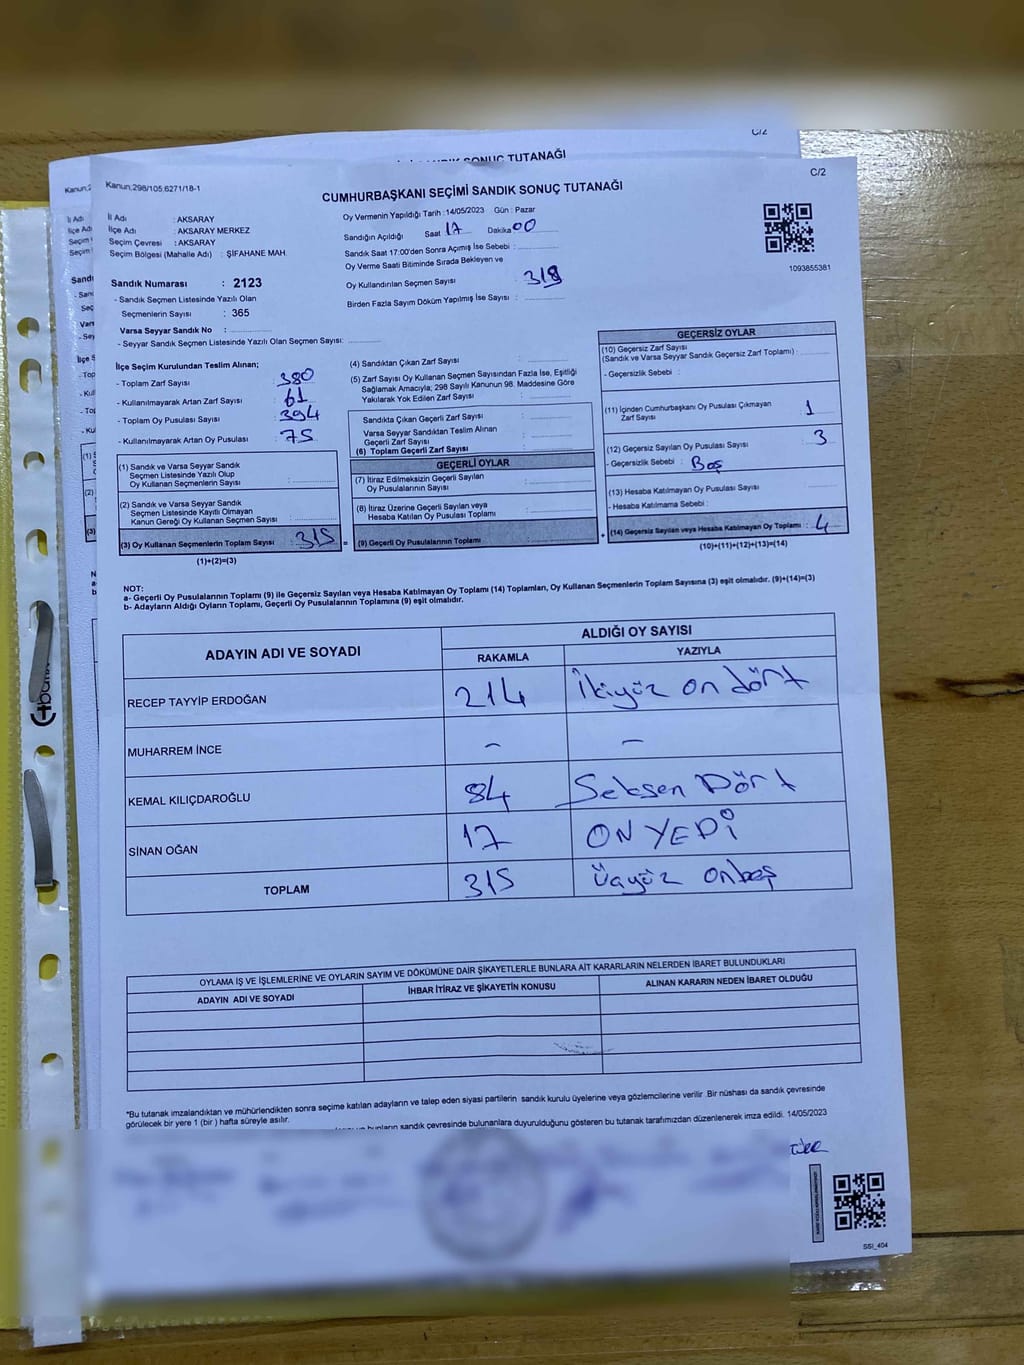 C/2
SONUÇ TUTANAĞI
Kanun;298/105;6271/18-1
C/2
CUMHURBAŞKANI SEÇİMİ SANDIK SONUÇ TUTANAĞI
İl Adı : AKSARAY
İlçe Adı : AKSARAY MERKEZ
Seçim Çevresi : AKSARAY
Seçim Bölgesi (Mahalle Adı) : ŞİFAHANE MAH.
Oy Vermenin Yapıldığı Tarih :14/05/2023 Gün : Pazar
Sandığın Açıldığı Saat 17 Dakika 00
Sandık Saat 17:00'den Sonra Açımış İse Sebebi :
Oy Verme Saati Bitiminde Sırada Bekleyen ve
Oy Kullandırılan Seçmen Sayısı :
Birden Fazla Sayım Döküm Yapılmış İse Sayısı :
1093855381
Sandık Numarası : 2123
- Sandık Seçmen Listesinde Yazılı Olan
Seçmenlerin Sayısı : 365
Varsa Seyyar Sandık No :
- Seyyar Sandık Seçmen Listesinde Yazılı Olan Seçmen Sayısı:
İlçe Seçim Kurulundan Teslim Alınan;
- Toplam Zarf Sayısı : 380
- Kullanılmayarak Artan Zarf Sayısı : 61
- Toplam Oy Pusulası Sayısı : 394
- Kullanılmayarak Artan Oy Pusulası : 75
(1) Sandık ve Varsa Seyyar Sandık
Seçmen Listesinde Yazılı Olup
Oy Kullanan Seçmenlerin Sayısı :
(2) Sandık ve Varsa Seyyar Sandık
Seçmen Listesinde Kayıtlı Olmayan
Kanun Gereği Oy Kullanan Seçmen Sayısı :
(3) Oy Kullanan Seçmenlerin Toplam Sayısı : 315
(1)+(2)=(3)
(4) Sandıktan Çıkan Zarf Sayısı :
(5) Zarf Sayısı Oy Kullanan Seçmen Sayısından Fazla İse, Eşitliği
Sağlamak Amacıyla; 298 Sayılı Kanunun 98. Maddesine Göre
Yakılarak Yok Edilen Zarf Sayısı :
Sandıkta Çıkan Geçerli Zarf Sayısı :
Varsa Seyyar Sandıktan Teslim Alınan
Geçerli Zarf Sayısı :
(6) Toplam Geçerli Zarf Sayısı :
GEÇERLİ OYLAR
(7) İtiraz Edilmeksizin Geçerli Sayılan
Oy Pusulalarının Sayısı :
(8) İtiraz Üzerine Geçerli Sayılan veya
Hesaba Katılan Oy Pusulası Toplamı :
= (9) Geçerli Oy Pusulalarının Toplamı :
GEÇERSİZ OYLAR
(10) Geçersiz Zarf Sayısı
(Sandık ve Varsa Seyyar Sandık Geçersiz Zarf Toplamı) :
- Geçersizlik Sebebi :
(11) İçinden Cumhurbaşkanı Oy Pusulası Çıkmayan
Zarf Sayısı : 1
(12) Geçersiz Sayılan Oy Pusulası Sayısı : 3
- Geçersizlik Sebebi : Boş
(13) Hesaba Katılmayan Oy Pusulası Sayısı :
- Hesaba Katılmama Sebebi :
+ (14) Geçersiz Sayılan veya Hesaba Katılmayan Oy Toplamı : 4
(10)+(11)+(12)+(13)=(14)
NOT:
a- Geçerli Oy Pusulalarının Toplamı (9) ile Geçersiz Sayılan veya Hesaba Katılmayan Oy Toplamı (14) Toplamları, Oy Kullanan Seçmenlerin Toplam Sayısına (3) eşit olmalıdır. (9)+(14)=(3)
b- Adayların Aldığı Oyların Toplamı, Geçerli Oy Pusulalarının Toplamına (9) eşit olmalıdır.
ADAYIN ADI VE SOYADI ALDIĞI OY SAYISI
RAKAMLA YAZIYLA
RECEP TAYYİP ERDOĞAN 214 İkiyüz on dört
MUHARREM İNCE - -
KEMAL KILIÇDAROĞLU 84 Seksen Dört
SİNAN OĞAN 17 ON YEDİ
TOPLAM 315 Üçyüz onbeş
OYLAMA İŞ VE İŞLEMLERİNE VE OYLARIN SAYIM VE DÖKÜMÜNE DAİR ŞİKAYETLERLE BUNLARA AİT KARARLARIN NELERDEN İBARET BULUNDUKLARI
ADAYIN ADI VE SOYADI İHBAR İTİRAZ VE ŞİKAYETİN KONUSU ALINAN KARARIN NEDEN İBARET OLDUĞU
*Bu tutanak imzalandıktan ve mühürlendikten sonra seçime katılan adayların ve talep eden siyasi partilerin sandık kurulu üyelerine veya gözlemcilerine verilir .Bir nüshası da sandık çevresinde
görülecek bir yere 1 (bir ) hafta süreyle asılır.
bunların sandık çevresinde bulunanlara duyurulduğunu gösteren bu tutanak tarafımızdan düzenlenerek imza edildi. 14/05/2023
SSI_404